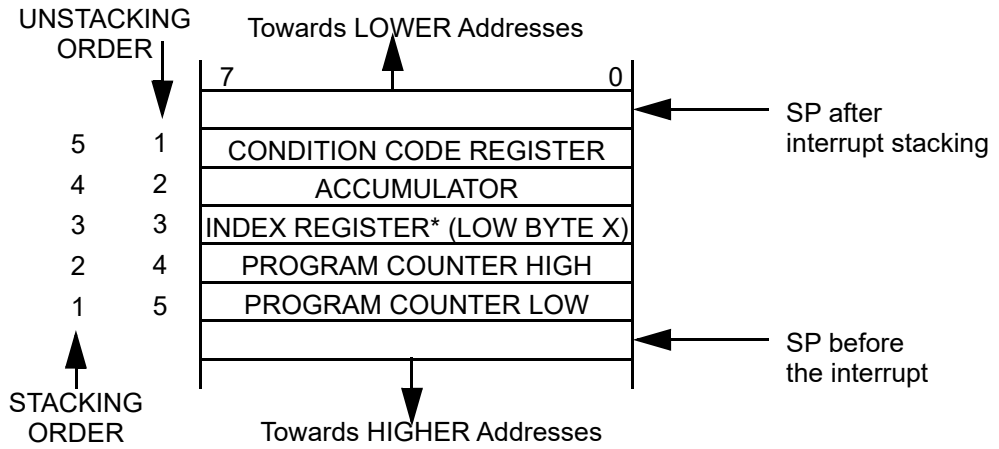 UNSTACKING
ORDER
Towards LOWER Addresses
7 0
SP after
interrupt stacking
5 1 CONDITION CODE REGISTER
4 2 ACCUMULATOR
3 3 INDEX REGISTER* (LOW BYTE X)
2 4 PROGRAM COUNTER HIGH
1 5 PROGRAM COUNTER LOW
SP before
the interrupt
STACKING
ORDER
Towards HIGHER Addresses